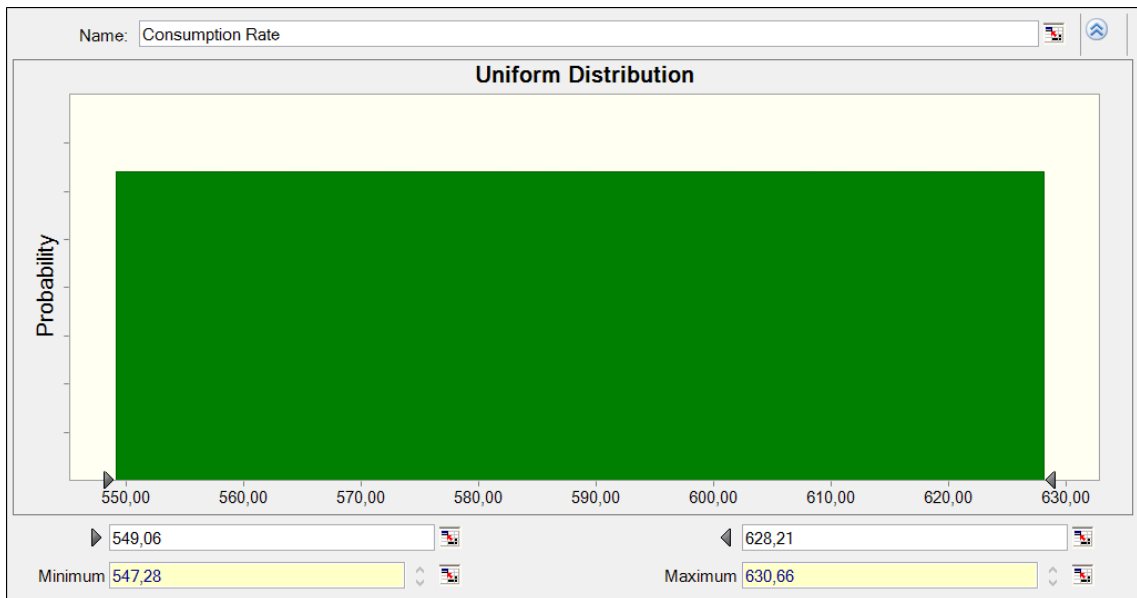 Name: Consumption Rate
Uniform Distribution
Probability
550,00 560,00 570,00 580,00 590,00 600,00 610,00 620,00 630,00
549,06 628,21
Minimum 547,28 Maximum 630,66